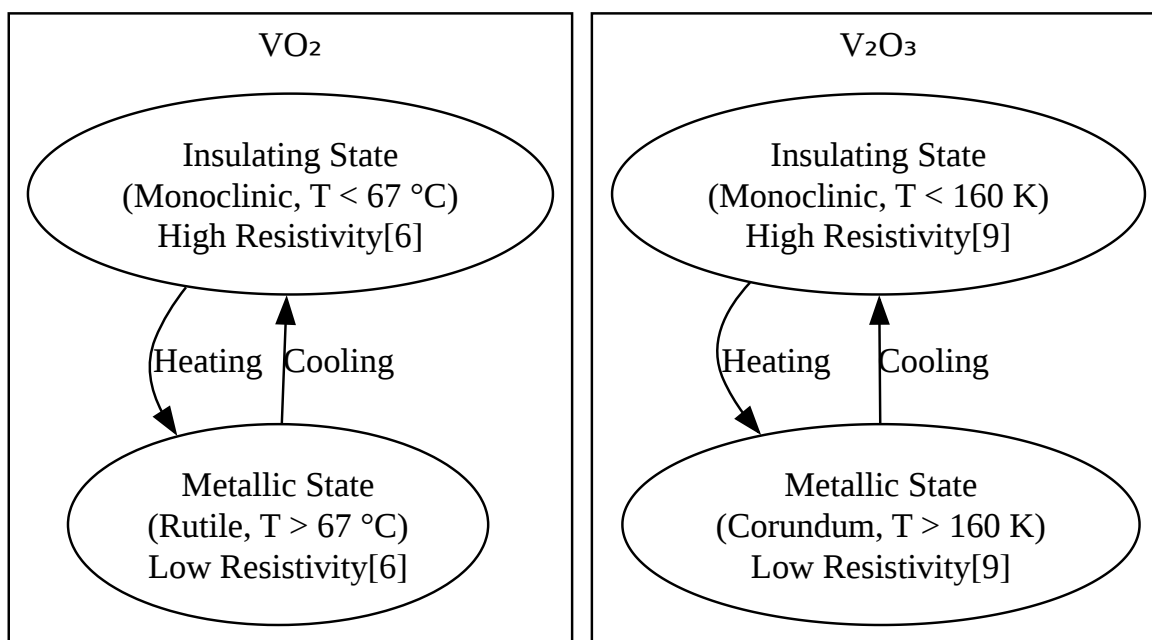 VO₂
Insulating State
(Monoclinic, T < 67 °C)
High Resistivity[6]
Heating
Cooling
Metallic State
(Rutile, T > 67 °C)
Low Resistivity[6]
V₂O₃
Insulating State
(Monoclinic, T < 160 K)
High Resistivity[9]
Heating
Cooling
Metallic State
(Corundum, T > 160 K)
Low Resistivity[9]